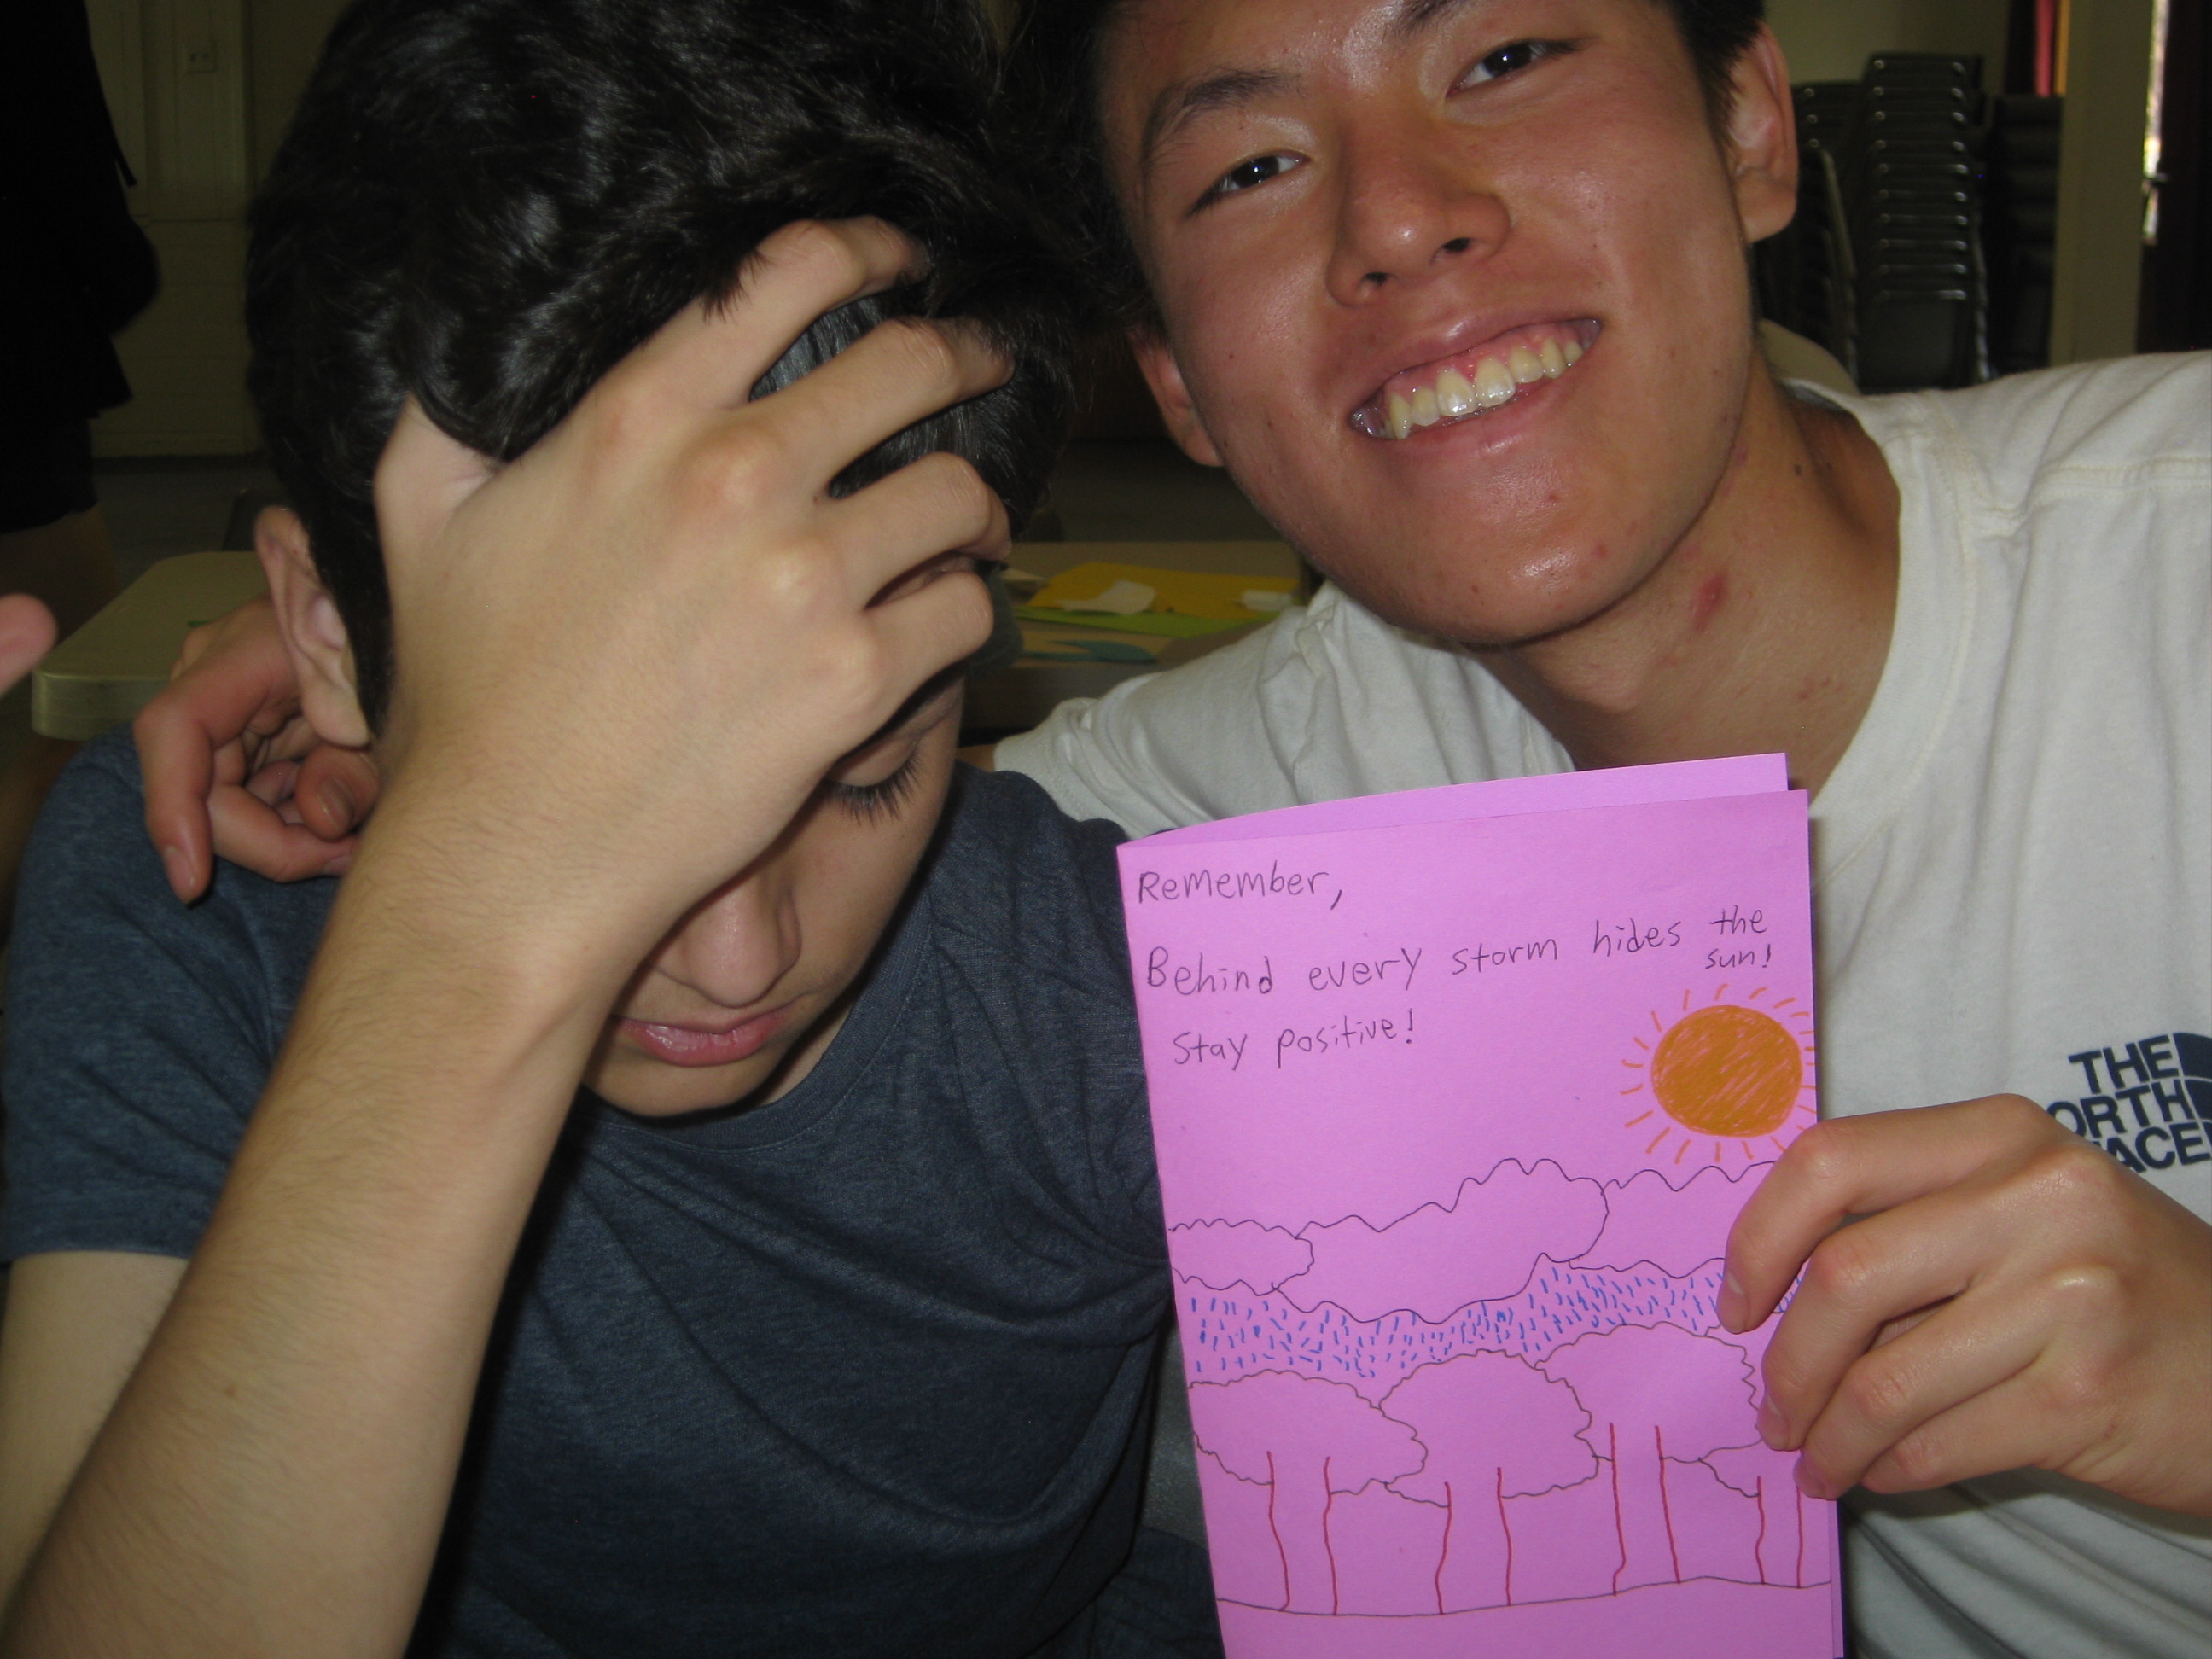 Remember,
Behind every storm hides the
sun!
Stay positive!
THE
ORTH
ACE